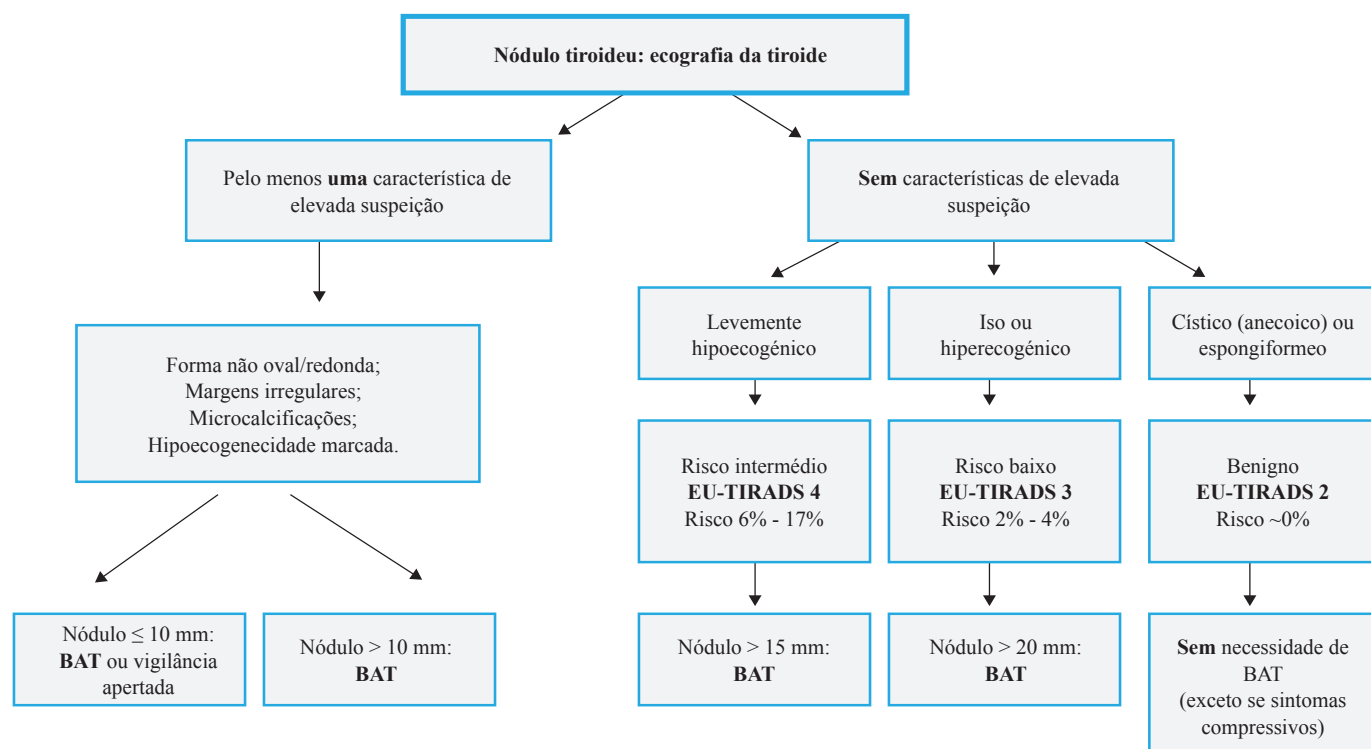 Nódulo tiroideu: ecografia da tiroide
Pelo menos uma característica de
elevada suspeição
Sem características de elevada
suspeição
Forma não oval/redonda;
Margens irregulares;
Microcalcificações;
Hipoecogenecidade marcada.
Levemente
hipoecogénico
Iso ou
hiperecogénico
Cístico (anecoico) ou
espongiformeo
Risco intermédio
EU-TIRADS 4
Risco 6% - 17%
Risco baixo
EU-TIRADS 3
Risco 2% - 4%
Benigno
EU-TIRADS 2
Risco ~0%
Nódulo ≤ 10 mm:
BAT ou vigilância
apertada
Nódulo > 10 mm:
BAT
Nódulo > 15 mm:
BAT
Nódulo > 20 mm:
BAT
Sem necessidade de
BAT
(exceto se sintomas
compressivos)